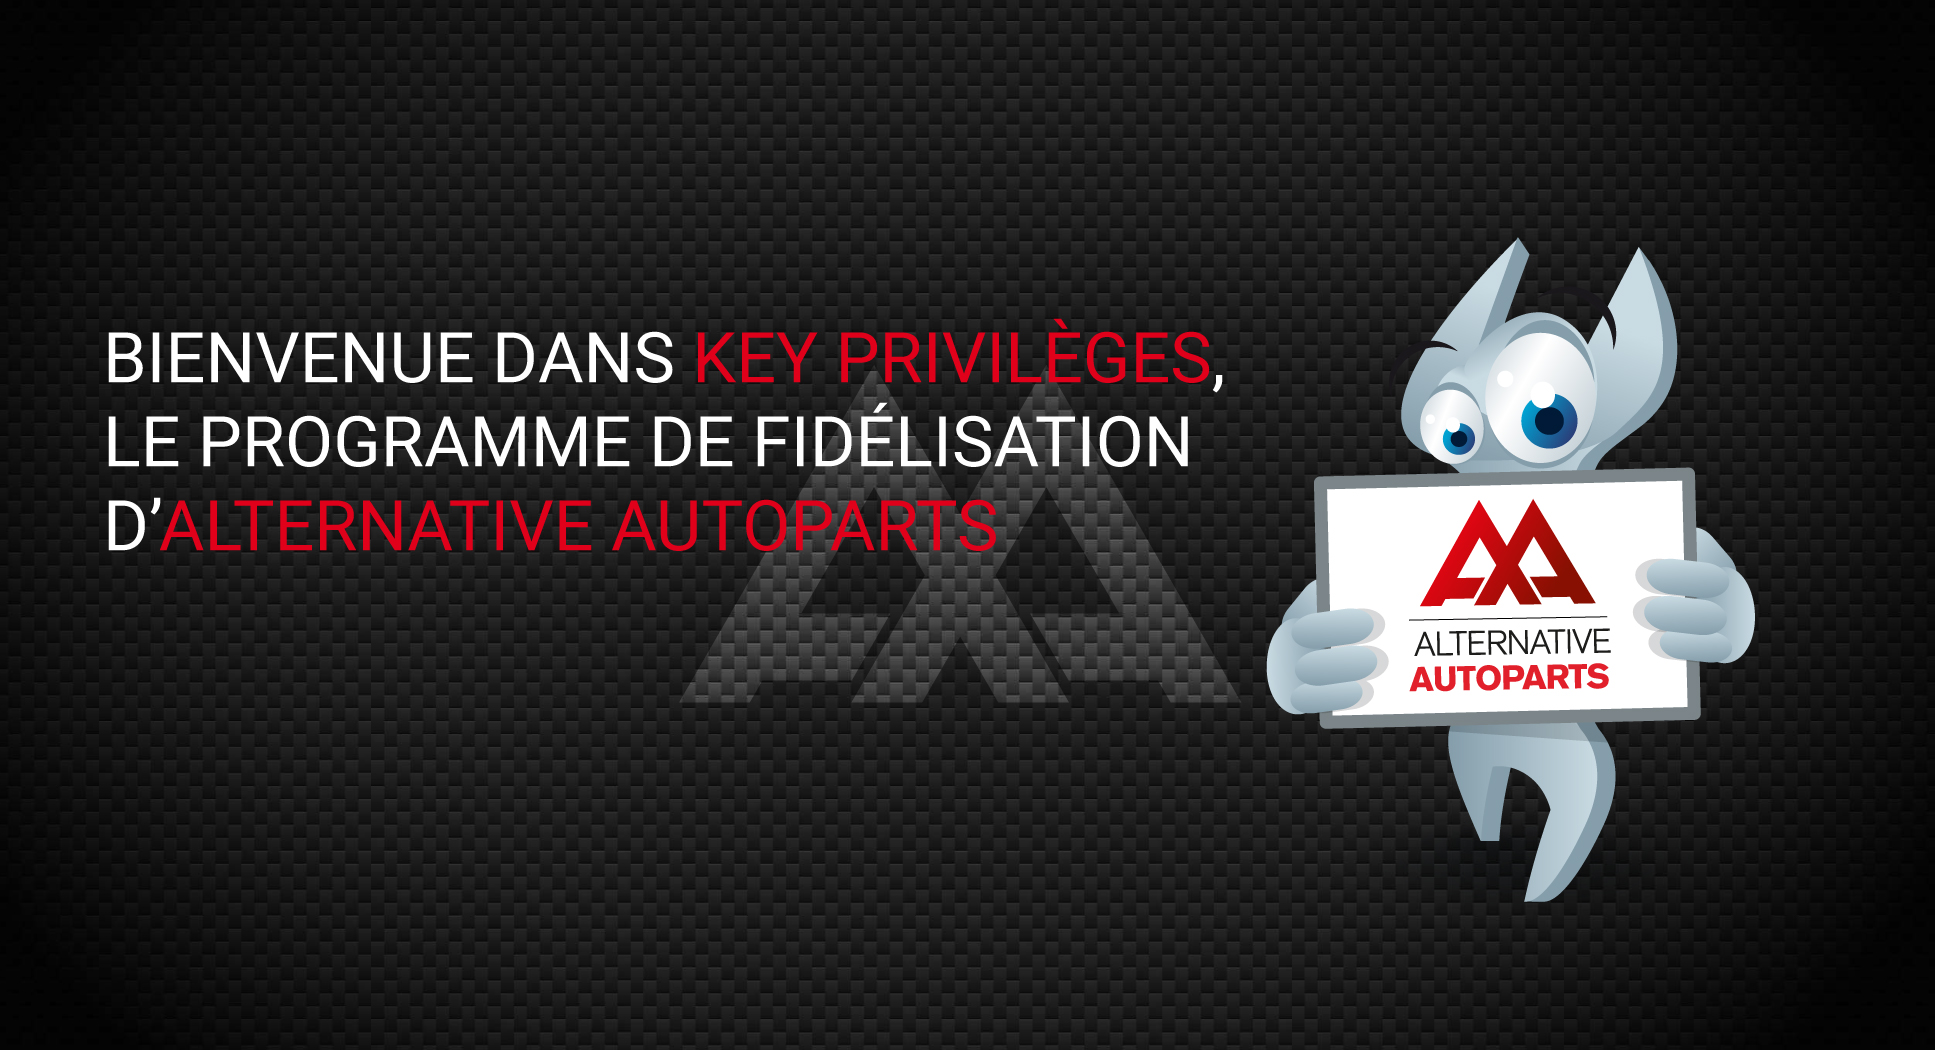 BIENVENUE DANS KEY PRIVILÈGES,
LE PROGRAMME DE FIDÉLISATION
D’ALTERNATIVE AUTOPARTS
ALTERNATIVE
AUTOPARTS